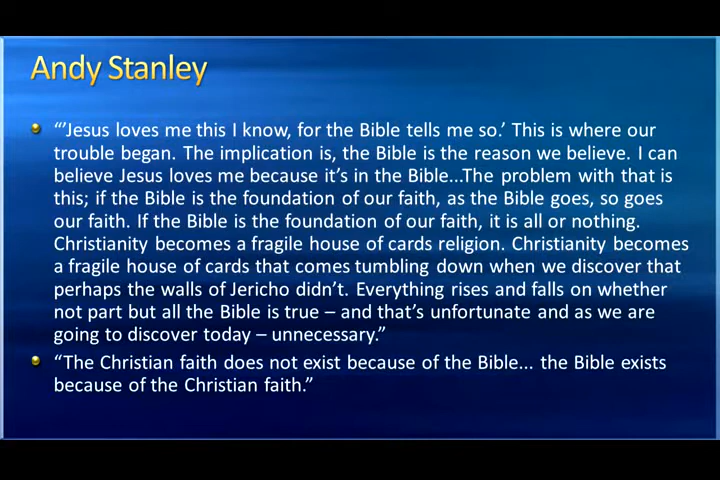 Andy Stanley
“’Jesus loves me this I know, for the Bible tells me so.’ This is where our
trouble began. The implication is, the Bible is the reason we believe. I can
believe Jesus loves me because it’s in the Bible...The problem with that is
this; if the Bible is the foundation of our faith, as the Bible goes, so goes
our faith. If the Bible is the foundation of our faith, it is all or nothing.
Christianity becomes a fragile house of cards religion. Christianity becomes
a fragile house of cards that comes tumbling down when we discover that
perhaps the walls of Jericho didn’t. Everything rises and falls on whether
not part but all the Bible is true – and that’s unfortunate and as we are
going to discover today – unnecessary.”
“The Christian faith does not exist because of the Bible... the Bible exists
because of the Christian faith.”